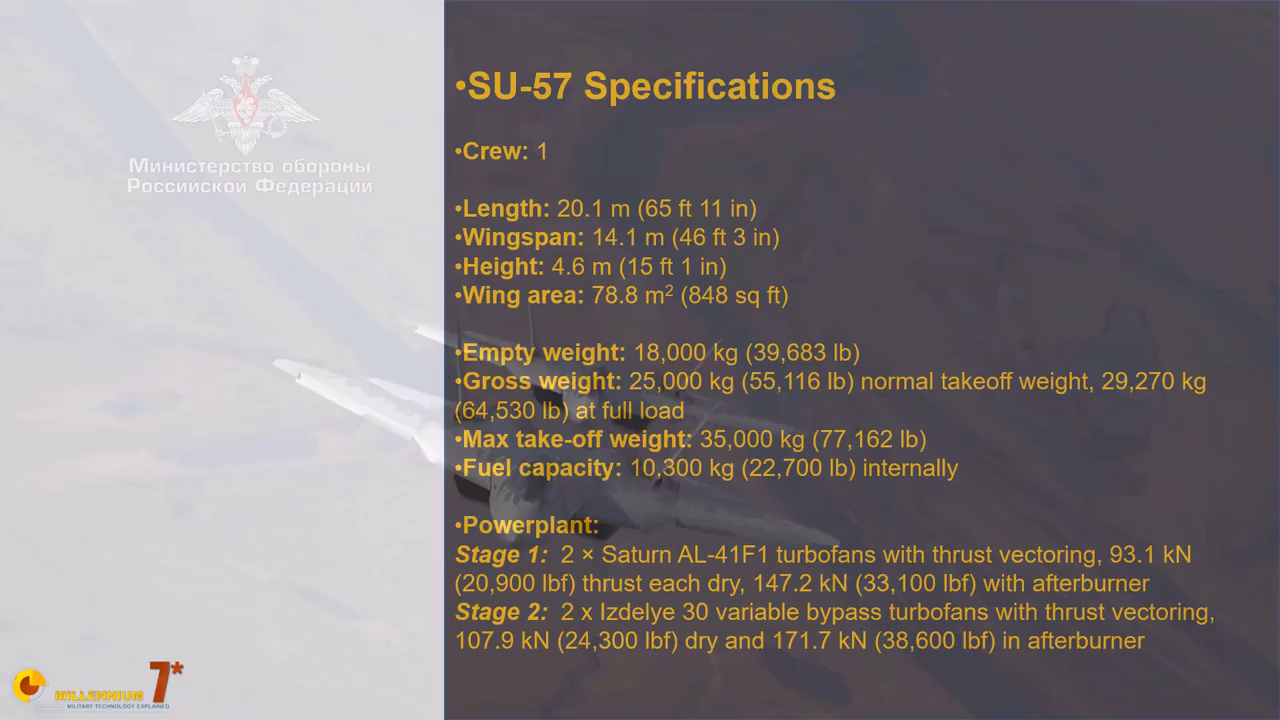 Министерство обороны
Российской Федерации
•SU-57 Specifications
•Crew: 1
•Length: 20.1 m (65 ft 11 in)
•Wingspan: 14.1 m (46 ft 3 in)
•Height: 4.6 m (15 ft 1 in)
•Wing area: 78.8 m² (848 sq ft)
•Empty weight: 18,000 kg (39,683 lb)
•Gross weight: 25,000 kg (55,116 lb) normal takeoff weight, 29,270 kg
(64,530 lb) at full load
•Max take-off weight: 35,000 kg (77,162 lb)
•Fuel capacity: 10,300 kg (22,700 lb) internally
•Powerplant:
Stage 1: 2 × Saturn AL-41F1 turbofans with thrust vectoring, 93.1 kN
(20,900 lbf) thrust each dry, 147.2 kN (33,100 lbf) with afterburner
Stage 2: 2 x Izdelye 30 variable bypass turbofans with thrust vectoring,
107.9 kN (24,300 lbf) dry and 171.7 kN (38,600 lbf) in afterburner
MILLENNIUM 7*
MILITARY TECHNOLOGY EXPLAINED